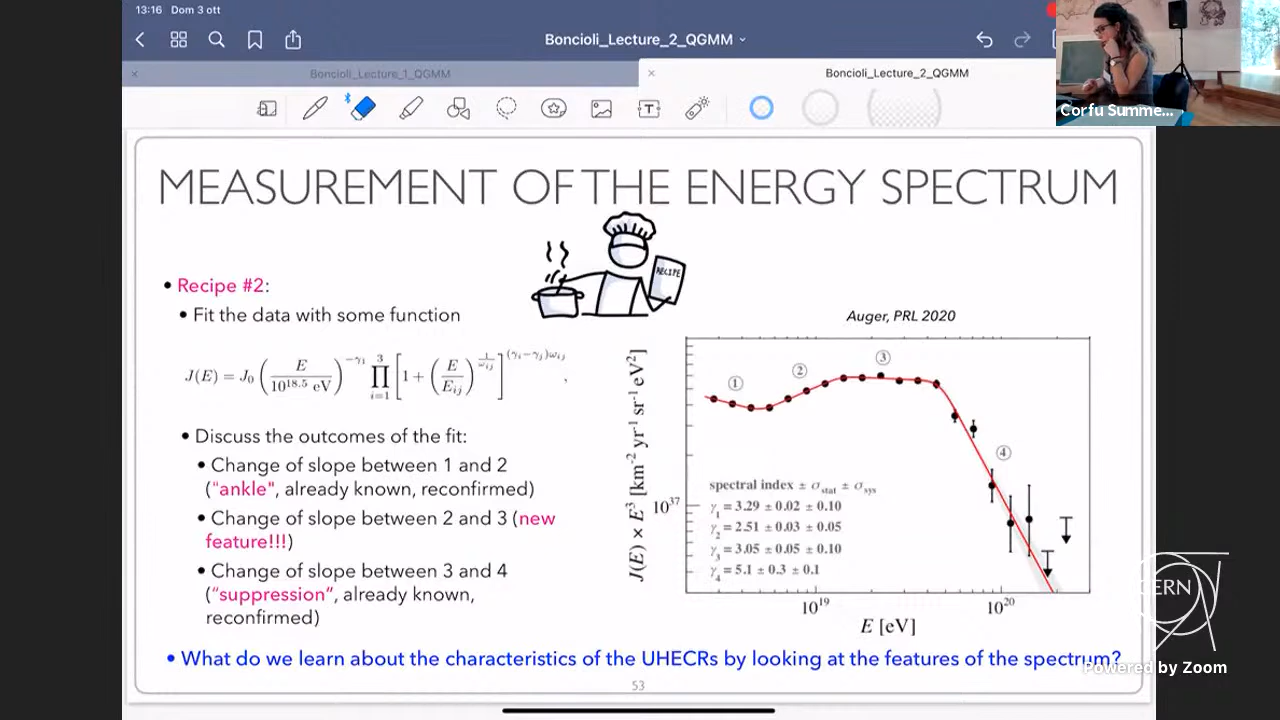 13:16 Dom 3 ott
Boncioli_Lecture_2_QGMM
Boncioli_Lecture_1_QGMM
Boncioli_Lecture_2_QGMM
Corfu Summe...
MEASUREMENT OF THE ENERGY SPECTRUM
RECIPE
• Recipe #2:
• Fit the data with some function
J(E) = J₀ (E / 10^18.5 eV)^−γ₁ ∏_{i=1}^{3} [1 + (E / E_ij)^{1/ω_ij}]^{(γ_i−γ_j)ω_ij} ,
• Discuss the outcomes of the fit:
• Change of slope between 1 and 2
("ankle", already known, reconfirmed)
• Change of slope between 2 and 3 (new
feature!!!)
• Change of slope between 3 and 4
("suppression", already known,
reconfirmed)
Auger, PRL 2020
J(E) × E³ [km⁻² yr⁻¹ sr⁻¹ eV²]
10³⁷
① ② ③ ④
spectral index ± σ_stat ± σ_sys
γ₁ = 3.29 ± 0.02 ± 0.10
γ₂ = 2.51 ± 0.03 ± 0.05
γ₃ = 3.05 ± 0.05 ± 0.10
γ₄ = 5.1 ± 0.3 ± 0.1
10¹⁹ 10²⁰
E [eV]
• What do we learn about the characteristics of the UHECRs by looking at the features of the spectrum?
53
CERN
Powered by Zoom